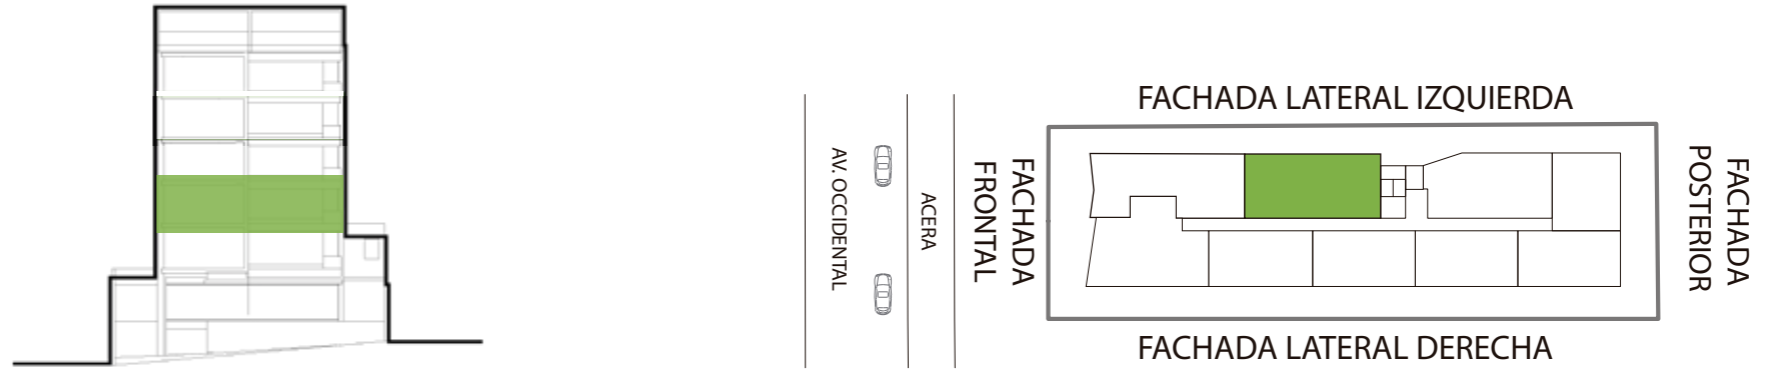 FACHADA LATERAL IZQUIERDA
AV. OCCIDENTAL
ACERA
FACHADA
FRONTAL
FACHADA
POSTERIOR
FACHADA LATERAL DERECHA